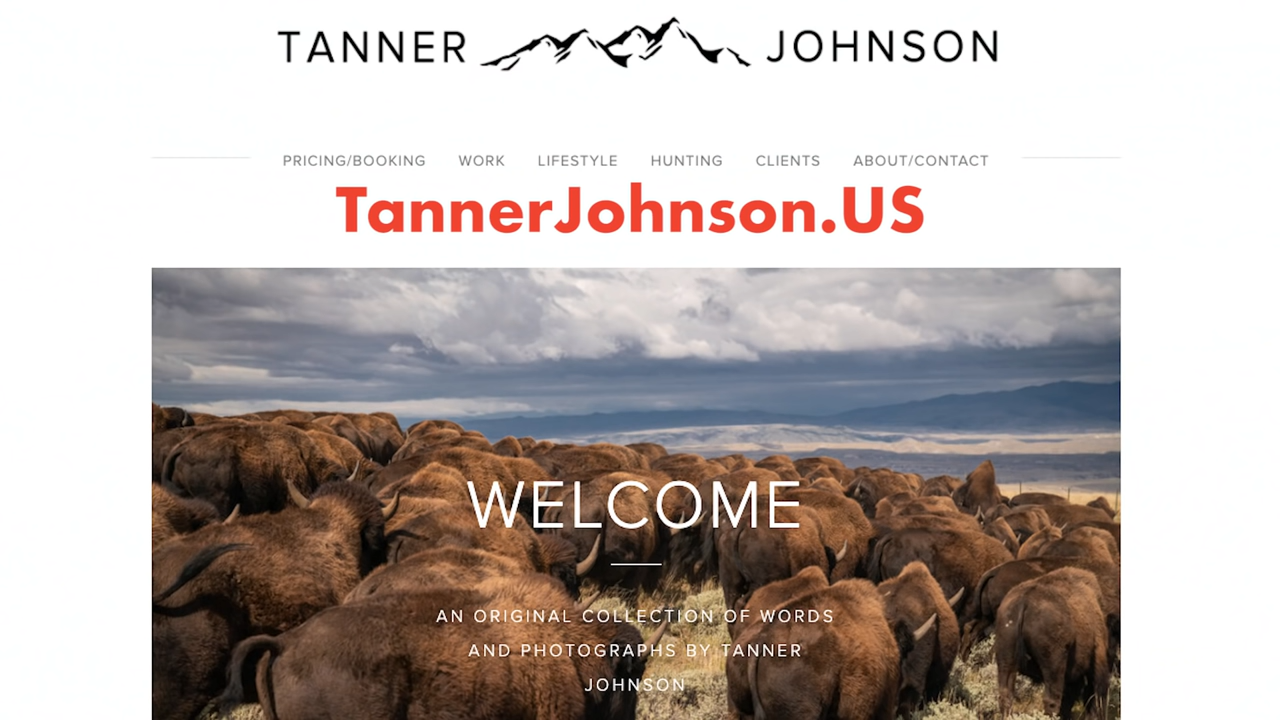 TANNER JOHNSON
PRICING/BOOKING WORK LIFESTYLE HUNTING CLIENTS ABOUT/CONTACT
TannerJohnson.US
WELCOME
AN ORIGINAL COLLECTION OF WORDS
AND PHOTOGRAPHS BY TANNER
JOHNSON